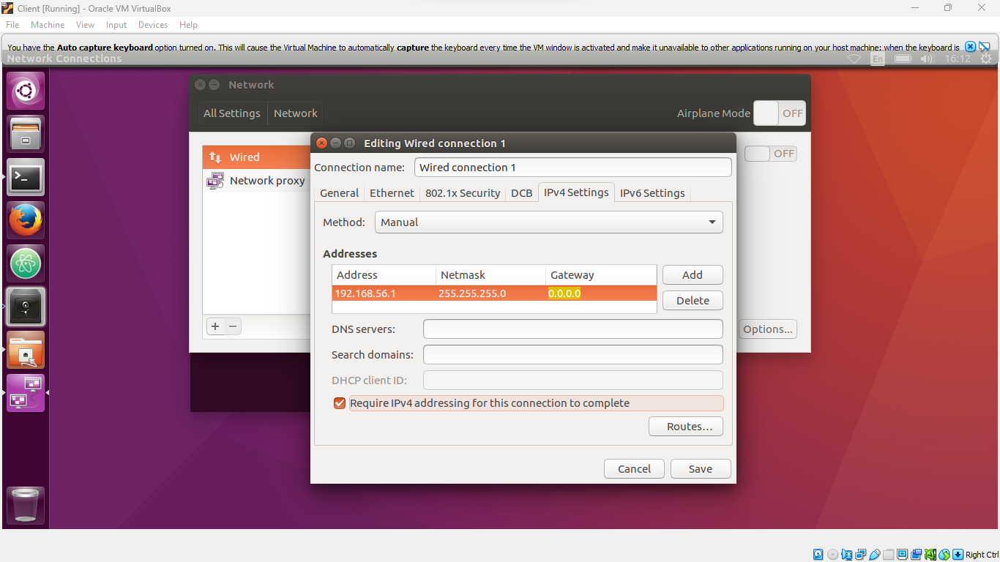 Client [Running] - Oracle VM VirtualBox
File Machine View Input Devices Help
You have the Auto capture keyboard option turned on. This will cause the Virtual Machine to automatically capture the keyboard every time the VM window is activated and make it unavailable to other applications running on your host machine: when the keyboard is
Network Connections En 16:12
Network
All Settings Network Airplane Mode OFF
Editing Wired connection 1
Wired OFF
Connection name: Wired connection 1
Network proxy
General Ethernet 802.1x Security DCB IPv4 Settings IPv6 Settings
Method: Manual
Addresses
Address Netmask Gateway Add
192.168.56.1 255.255.255.0 0.0.0.0 Delete
DNS servers: Options...
Search domains:
DHCP client ID:
Require IPv4 addressing for this connection to complete
Routes...
Cancel Save
Right Ctrl